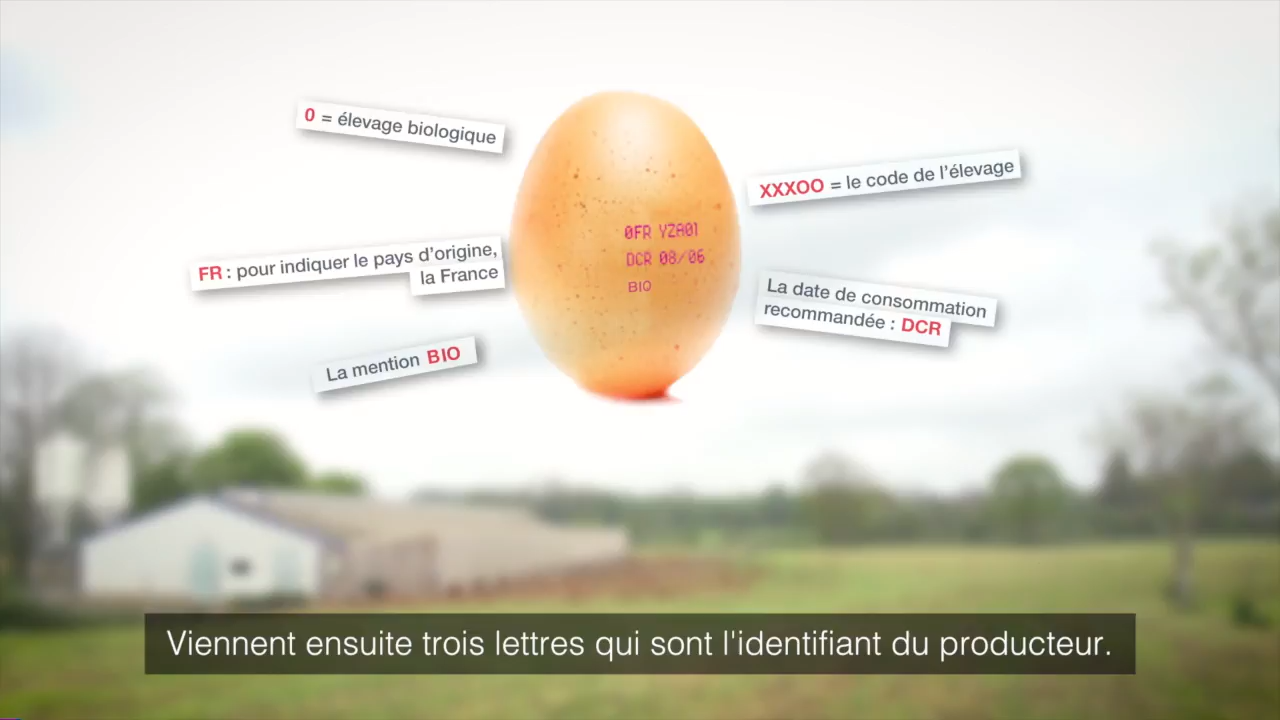 0 = élevage biologique
XXXOO = le code de l'élevage
FR : pour indiquer le pays d'origine,
la France
0FR YZA01
DCR 08/06
BIO
La date de consommation
recommandée : DCR
La mention BIO
Viennent ensuite trois lettres qui sont l'identifiant du producteur.